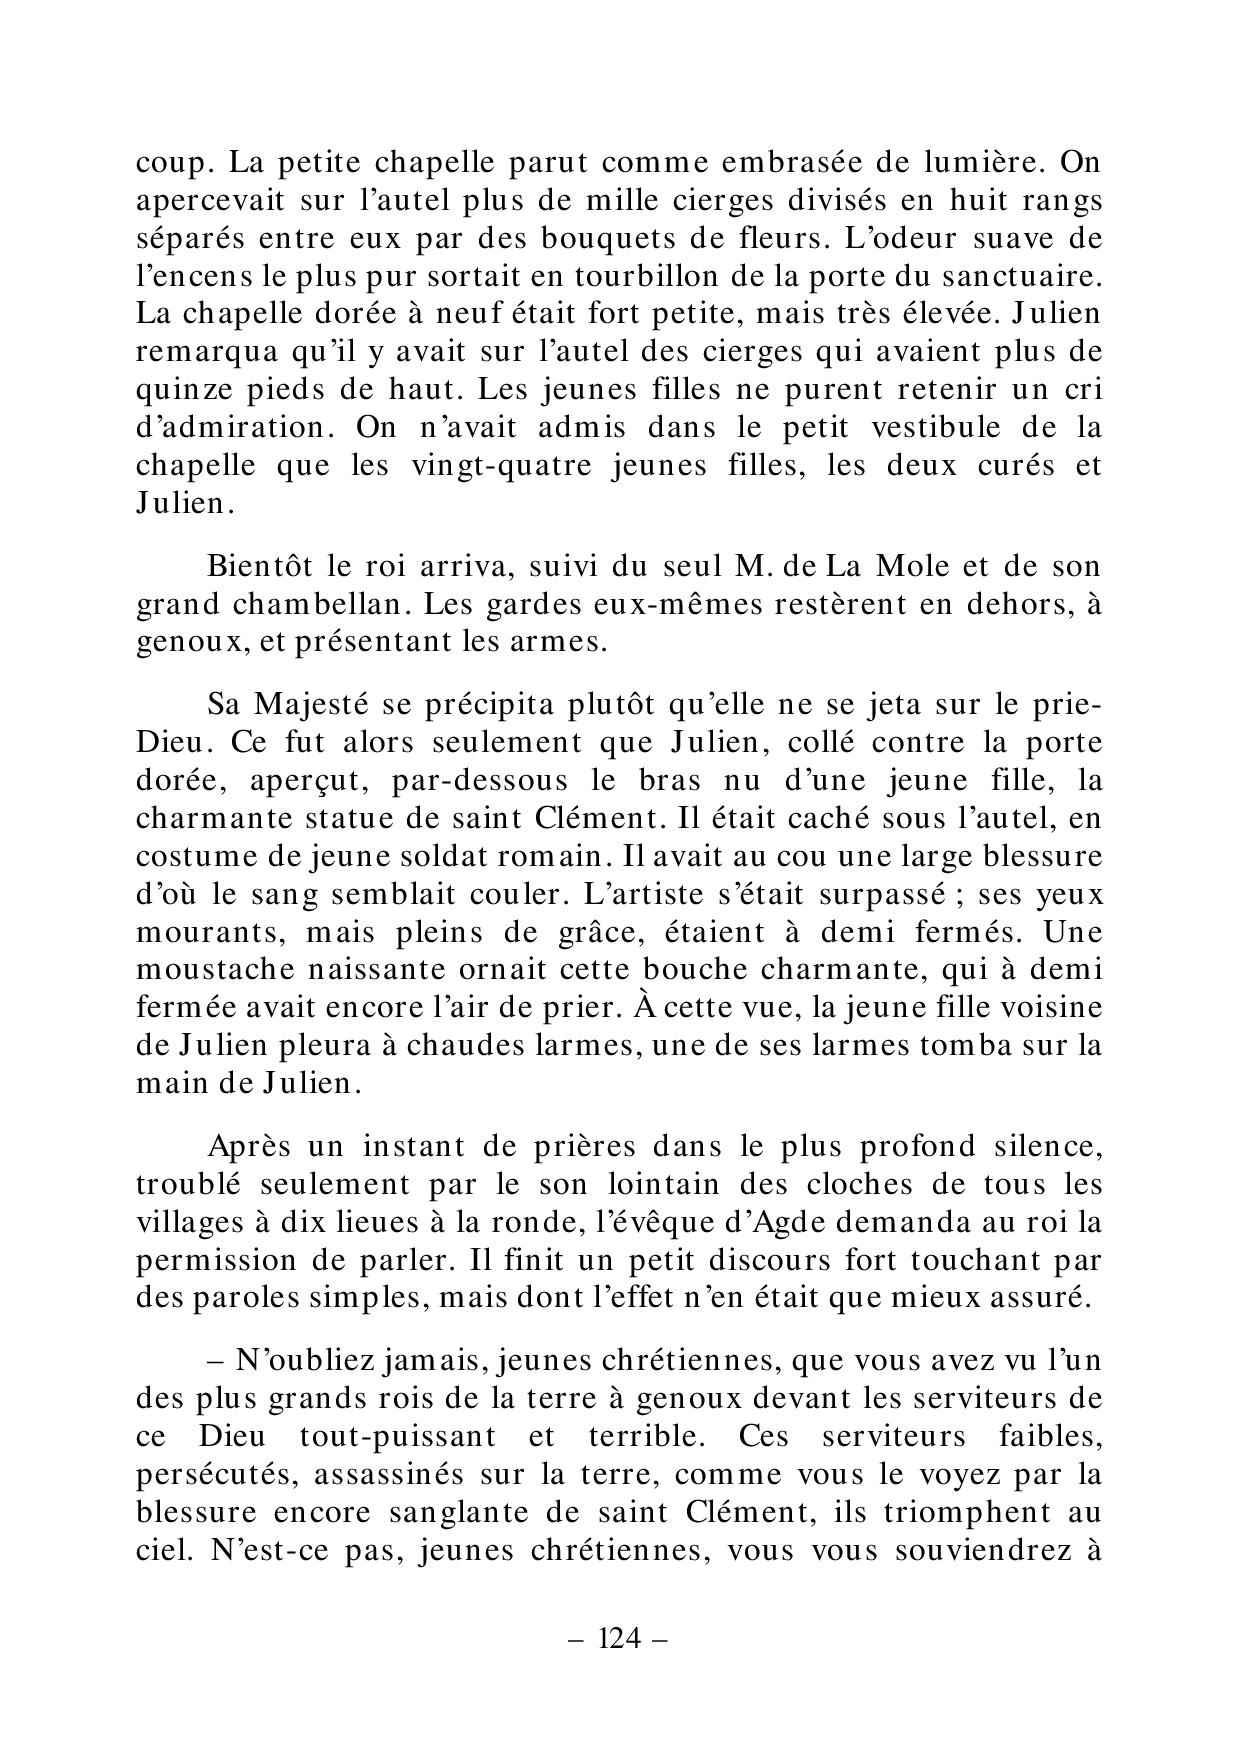 coup. La petite chapelle parut comme embrasée de lumière. On
apercevait sur l’autel plus de mille cierges divisés en huit rangs
séparés entre eux par des bouquets de fleurs. L’odeur suave de
l’encens le plus pur sortait en tourbillon de la porte du sanctuaire.
La chapelle dorée à neuf était fort petite, mais très élevée. Julien
remarqua qu’il y avait sur l’autel des cierges qui avaient plus de
quinze pieds de haut. Les jeunes filles ne purent retenir un cri
d’admiration. On n’avait admis dans le petit vestibule de la
chapelle que les vingt-quatre jeunes filles, les deux curés et
Julien.
Bientôt le roi arriva, suivi du seul M. de La Mole et de son
grand chambellan. Les gardes eux-mêmes restèrent en dehors, à
genoux, et présentant les armes.
Sa Majesté se précipita plutôt qu’elle ne se jeta sur le prie-
Dieu. Ce fut alors seulement que Julien, collé contre la porte
dorée, aperçut, par-dessous le bras nu d’une jeune fille, la
charmante statue de saint Clément. Il était caché sous l’autel, en
costume de jeune soldat romain. Il avait au cou une large blessure
d’où le sang semblait couler. L’artiste s’était surpassé ; ses yeux
mourants, mais pleins de grâce, étaient à demi fermés. Une
moustache naissante ornait cette bouche charmante, qui à demi
fermée avait encore l’air de prier. À cette vue, la jeune fille voisine
de Julien pleura à chaudes larmes, une de ses larmes tomba sur la
main de Julien.
Après un instant de prières dans le plus profond silence,
troublé seulement par le son lointain des cloches de tous les
villages à dix lieues à la ronde, l’évêque d’Agde demanda au roi la
permission de parler. Il finit un petit discours fort touchant par
des paroles simples, mais dont l’effet n’en était que mieux assuré.
– N’oubliez jamais, jeunes chrétiennes, que vous avez vu l’un
des plus grands rois de la terre à genoux devant les serviteurs de
ce Dieu tout-puissant et terrible. Ces serviteurs faibles,
persécutés, assassinés sur la terre, comme vous le voyez par la
blessure encore sanglante de saint Clément, ils triomphent au
ciel. N’est-ce pas, jeunes chrétiennes, vous vous souviendrez à
– 124 –